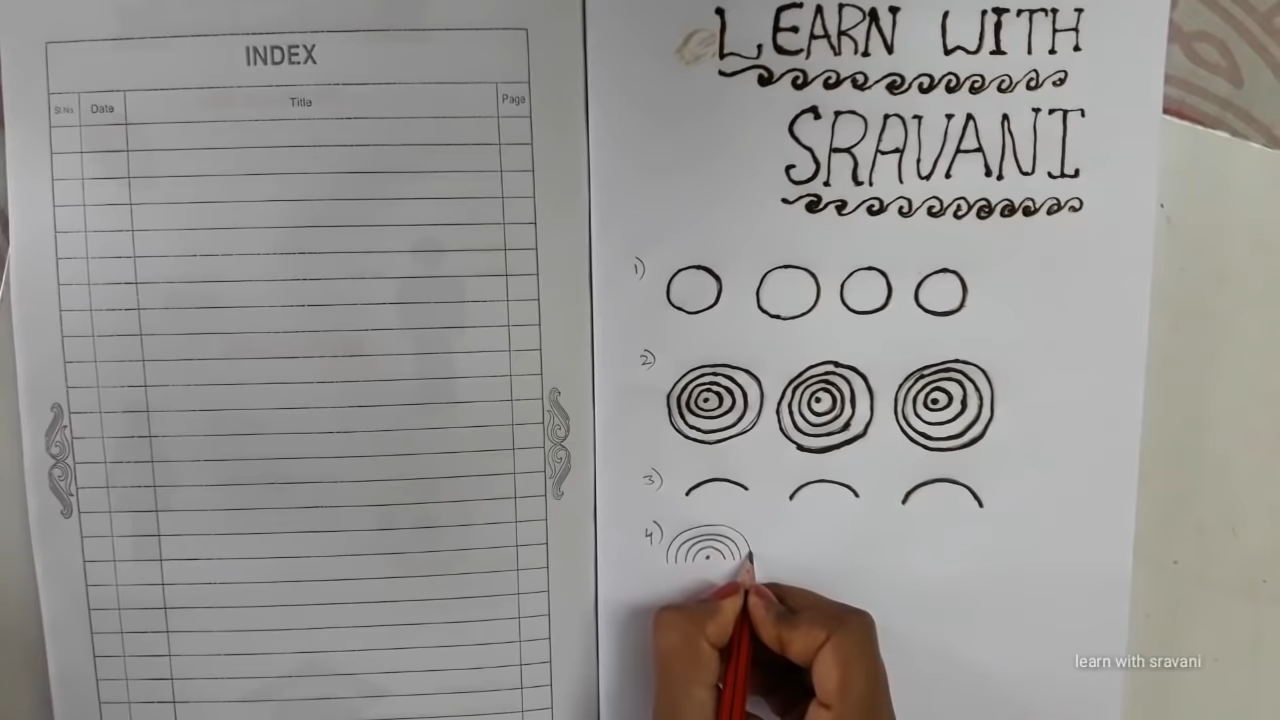 INDEX
Sl.No. Date Title Page
LEARN WITH
SRAVANI
1)
2)
3)
4)
learn with sravani